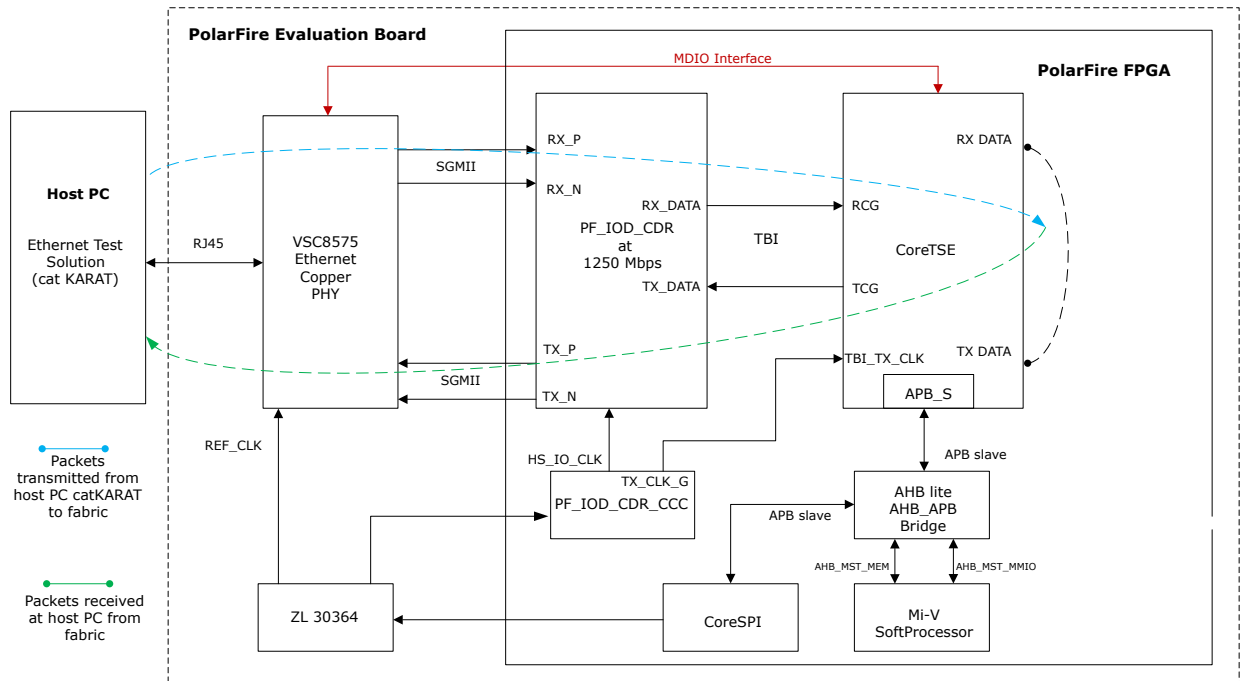 PolarFire Evaluation Board
MDIO Interface
PolarFire FPGA
Host PC
Ethernet Test
Solution
(cat KARAT)
RJ45
VSC8575
Ethernet
Copper
PHY
SGMII
SGMII
RX_P
RX_N
RX_DATA
PF_IOD_CDR
at
1250 Mbps
TX_DATA
TX_P
TX_N
TBI
RX DATA
RCG
CoreTSE
TCG
TBI_TX_CLK
TX DATA
APB_S
Packets
transmitted from
host PC catKARAT
to fabric
Packets received
at host PC from
fabric
REF_CLK
HS_IO_CLK
TX_CLK_G
PF_IOD_CDR_CCC
APB slave
APB slave
AHB lite
AHB_APB
Bridge
AHB_MST_MEM
AHB_MST_MMIO
ZL 30364
CoreSPI
Mi-V
SoftProcessor